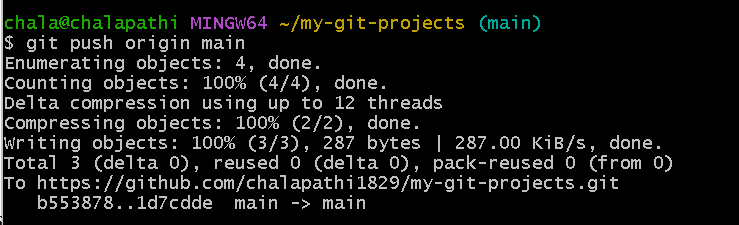 chala@chalapathi MINGW64 ~/my-git-projects (main)
$ git push origin main
Enumerating objects: 4, done.
Counting objects: 100% (4/4), done.
Delta compression using up to 12 threads
Compressing objects: 100% (2/2), done.
Writing objects: 100% (3/3), 287 bytes | 287.00 KiB/s, done.
Total 3 (delta 0), reused 0 (delta 0), pack-reused 0 (from 0)
To https://github.com/chalapathi1829/my-git-projects.git
   b553878..1d7cdde  main -> main